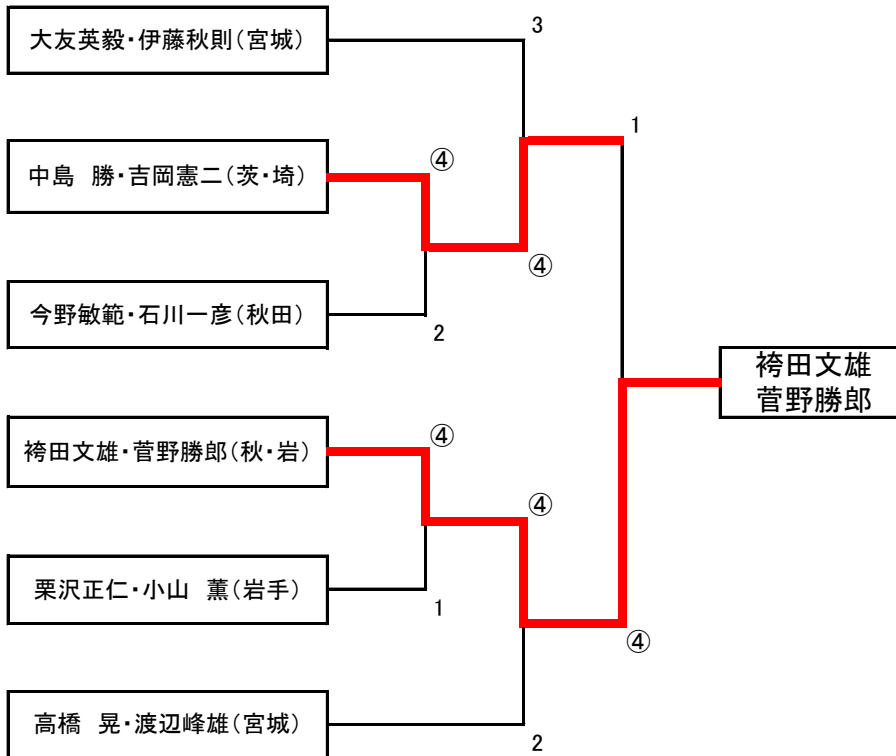 大友英毅・伊藤秋則(宮城)
3
1
中島　勝・吉岡憲二(茨・埼)
④
④
今野敏範・石川一彦(秋田)
2
袴田文雄
菅野勝郎
袴田文雄・菅野勝郎(秋・岩)
④
④
栗沢正仁・小山　薫(岩手)
1
④
高橋　晃・渡辺峰雄(宮城)
2